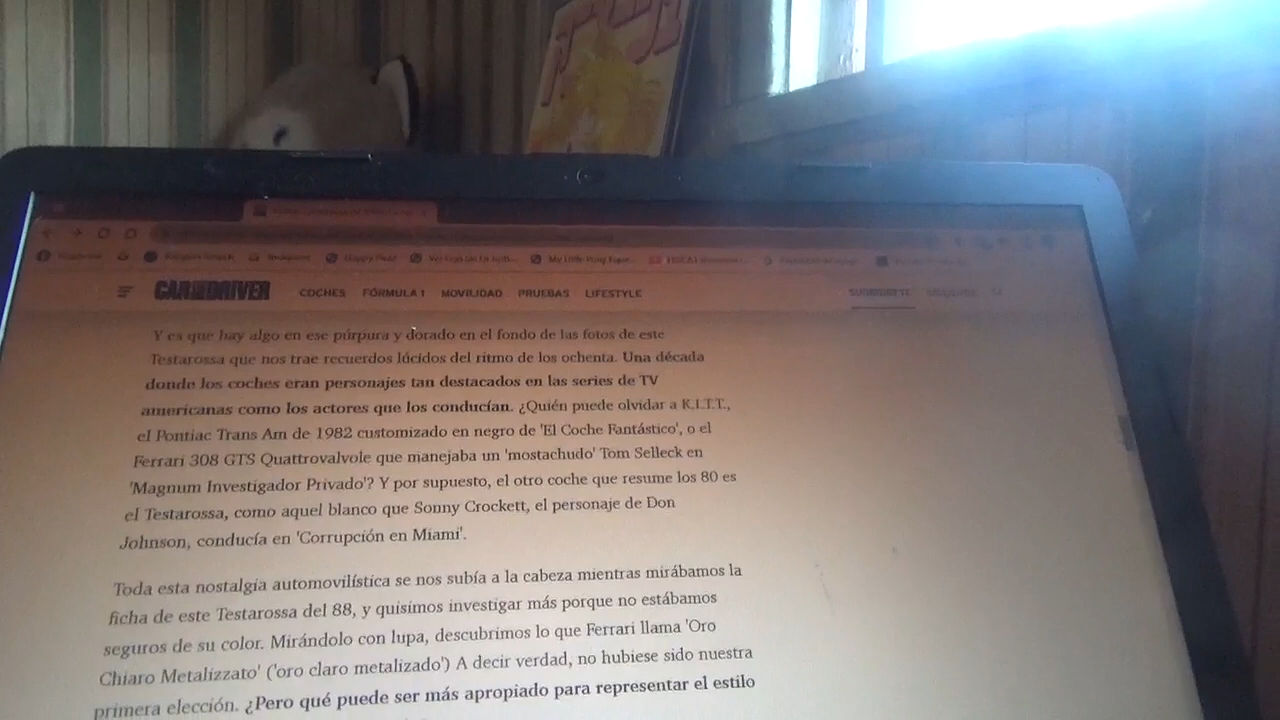 CAR AND DRIVER
COCHES FÓRMULA 1 MOVILIDAD PRUEBAS LIFESTYLE SUSCRÍBETE
Y es que hay algo en ese púrpura y dorado en el fondo de las fotos de este
Testarossa que nos trae recuerdos lúcidos del ritmo de los ochenta. Una década
donde los coches eran personajes tan destacados en las series de TV
americanas como los actores que los conducían. ¿Quién puede olvidar a K.I.T.T.,
el Pontiac Trans Am de 1982 customizado en negro de 'El Coche Fantástico', o el
Ferrari 308 GTS Quattrovalvole que manejaba un 'mostachudo' Tom Selleck en
'Magnum Investigador Privado'? Y por supuesto, el otro coche que resume los 80 es
el Testarossa, como aquel blanco que Sonny Crockett, el personaje de Don
Johnson, conducía en 'Corrupción en Miami'.
Toda esta nostalgia automovilística se nos subía a la cabeza mientras mirábamos la
ficha de este Testarossa del 88, y quisimos investigar más porque no estábamos
seguros de su color. Mirándolo con lupa, descubrimos lo que Ferrari llama 'Oro
Chiaro Metalizzato' ('oro claro metalizado') A decir verdad, no hubiese sido nuestra
primera elección. ¿Pero qué puede ser más apropiado para representar el estilo